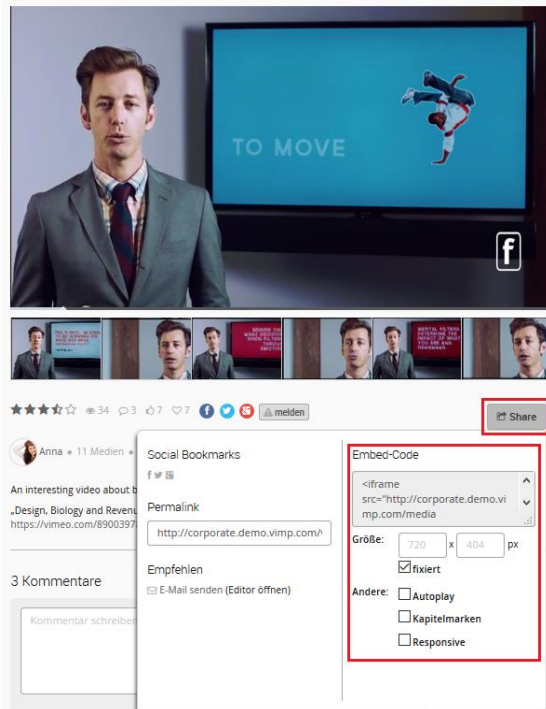 TO MOVE
f
34 3 7 7 f melden
Share
Anna • 11 Medien •
An interesting video about b
„Design, Biology and Revenu
https://vimeo.com/8900397
3 Kommentare
Kommentar schreiben
Social Bookmarks
Permalink
http://corporate.demo.vimp.com/
Empfehlen
E-Mail senden (Editor öffnen)
Embed-Code
<iframe
src="http://corporate.demo.vi
mp.com/media
Größe: 720 x 404 px
fixiert
Andere: Autoplay
Kapitelmarken
Responsive